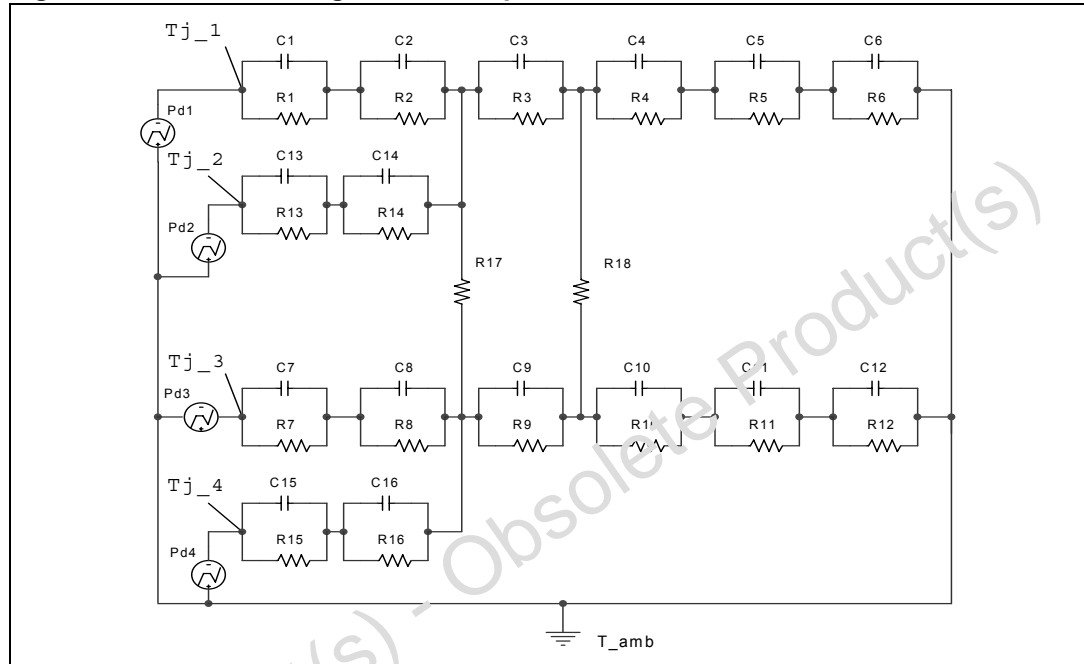 Tj_1
C1 C2 C3 C4 C5 C6
R1 R2 R3 R4 R5 R6
Pd1
Tj_2
C13 C14
R13 R14
Pd2
R17 R18
Tj_3
C7 C8 C9 C10 C12
Pd3
R7 R8 R9 R11 R12
C15 C16
Tj_4
R15 R16
Pd4
T_amb
(s) - Obsolete Product(s)